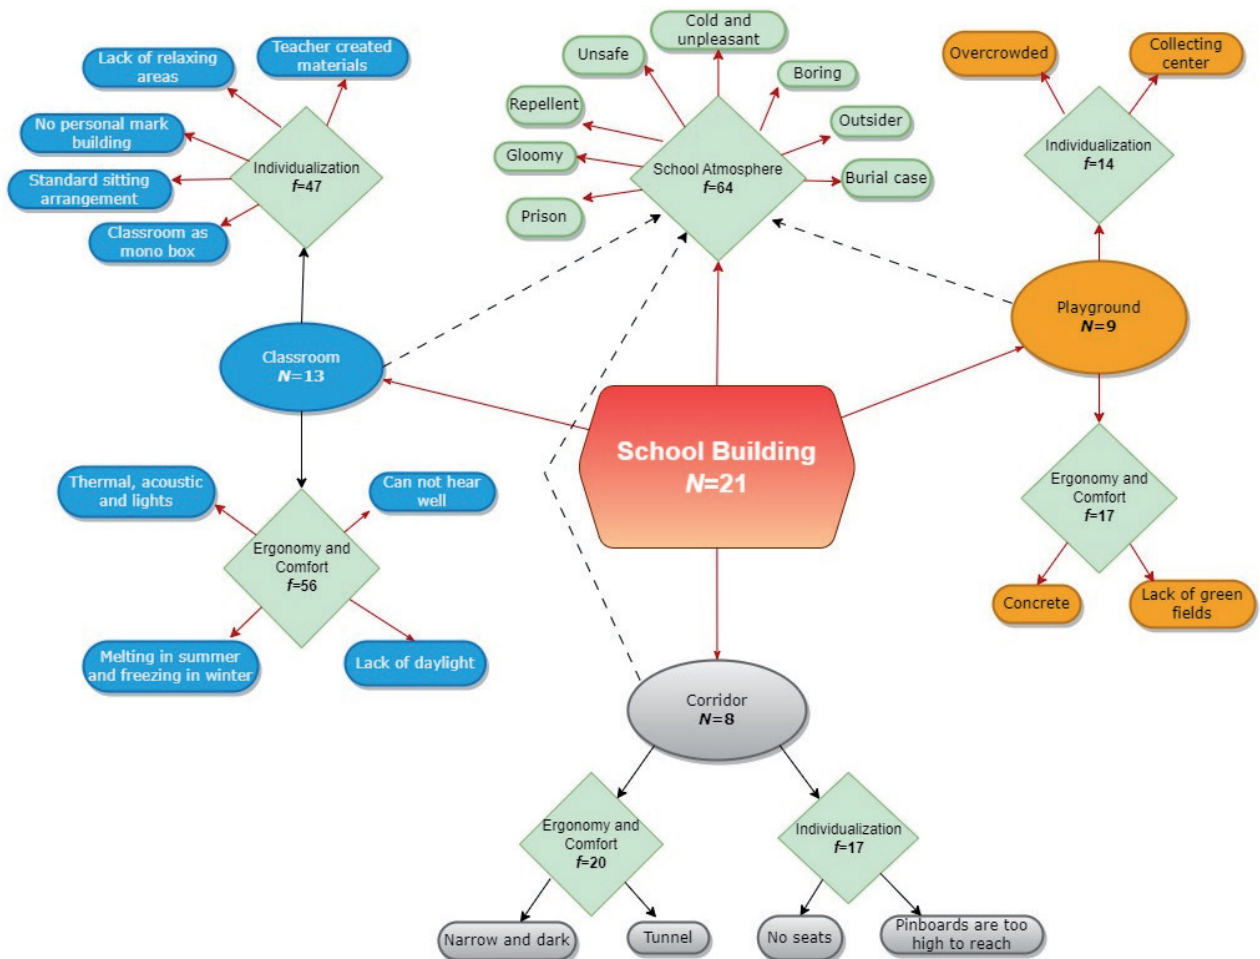 Lack of relaxing
areas
Teacher created
materials
No personal mark
building
Standard sitting
arrangement
Classroom as
mono box
Individualization
f=47
Cold and
unpleasant
Unsafe
Boring
Repellent
Outsider
Gloomy
Burial case
Prison
School Atmosphere
f=64
Overcrowded
Collecting
center
Individualization
f=14
Playground
N=9
Classroom
N=13
School Building
N=21
Thermal, acoustic
and lights
Can not hear
well
Ergonomy and
Comfort
f=56
Melting in summer
and freezing in winter
Lack of daylight
Ergonomy and
Comfort
f=17
Concrete
Lack of green
fields
Corridor
N=8
Ergonomy and
Comfort
f=20
Individualization
f=17
Narrow and dark
Tunnel
No seats
Pinboards are too
high to reach